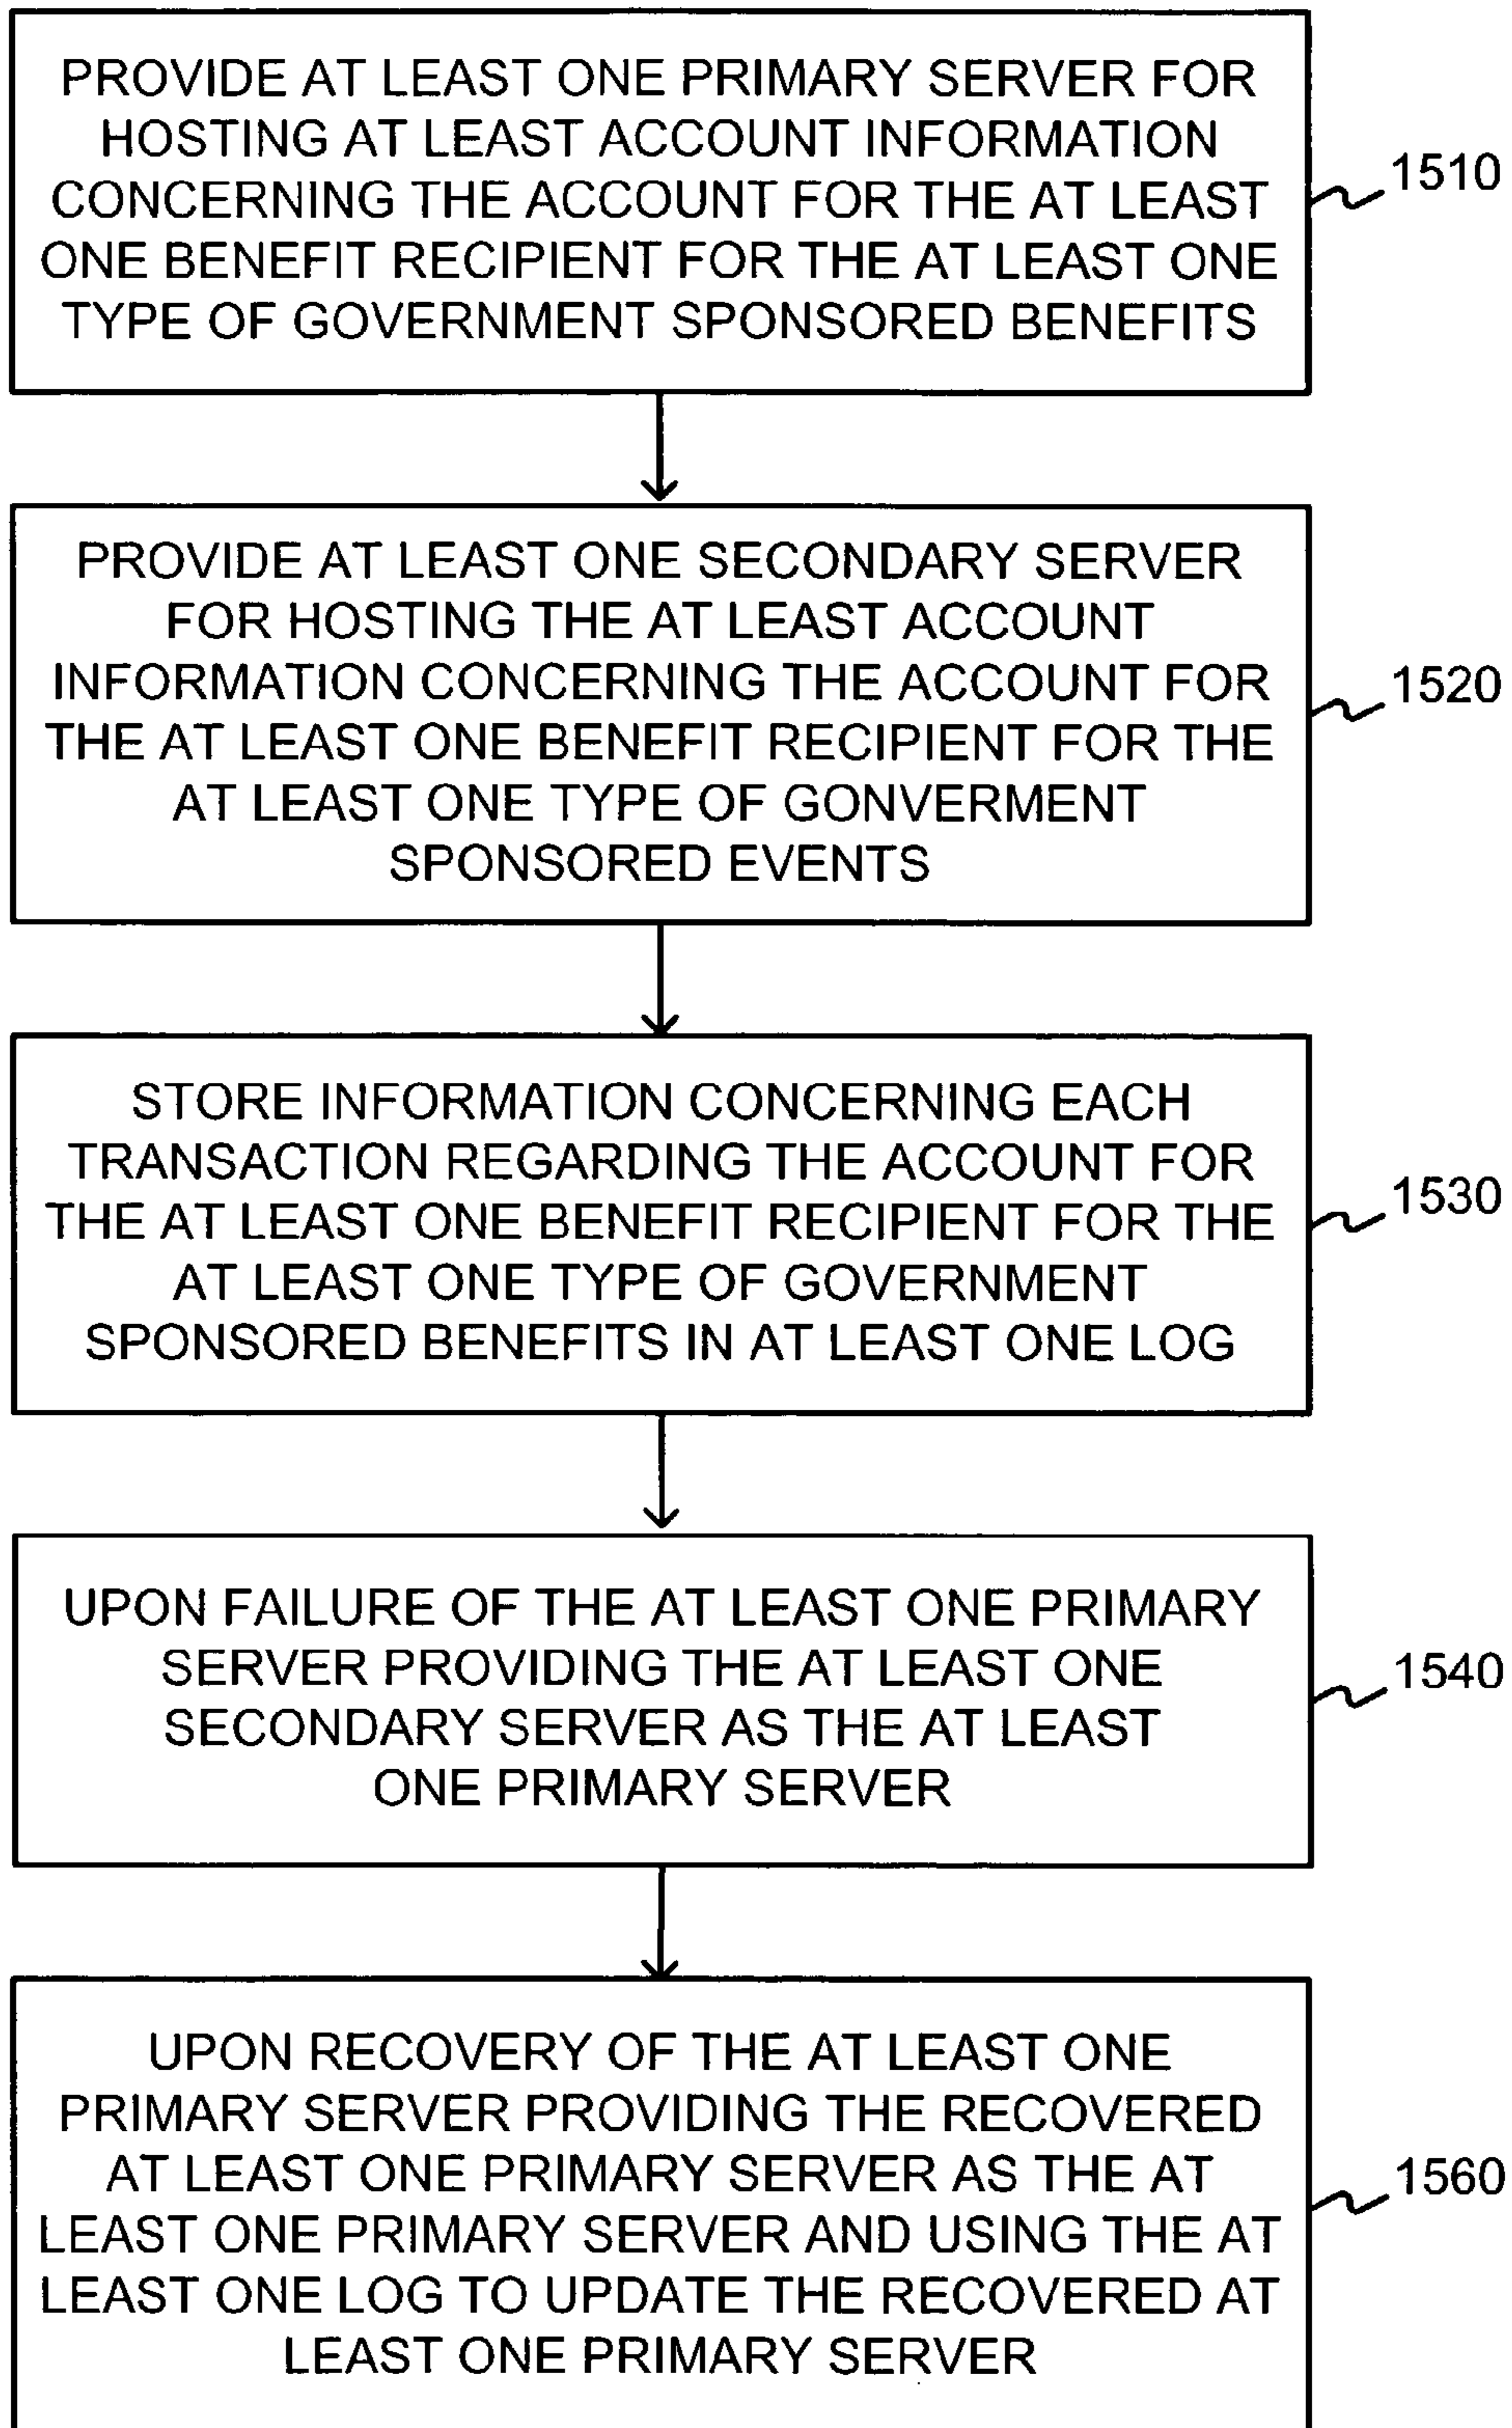 PROVIDE AT LEAST ONE PRIMARY SERVER FOR
HOSTING AT LEAST ACCOUNT INFORMATION
CONCERNING THE ACCOUNT FOR THE AT LEAST
ONE BENEFIT RECIPIENT FOR THE AT LEAST ONE
TYPE OF GOVERNMENT SPONSORED BENEFITS
1510
PROVIDE AT LEAST ONE SECONDARY SERVER
FOR HOSTING THE AT LEAST ACCOUNT
INFORMATION CONCERNING THE ACCOUNT FOR
THE AT LEAST ONE BENEFIT RECIPIENT FOR THE
AT LEAST ONE TYPE OF GONVERMENT
SPONSORED EVENTS
1520
STORE INFORMATION CONCERNING EACH
TRANSACTION REGARDING THE ACCOUNT FOR
THE AT LEAST ONE BENEFIT RECIPIENT FOR THE
AT LEAST ONE TYPE OF GOVERNMENT
SPONSORED BENEFITS IN AT LEAST ONE LOG
1530
UPON FAILURE OF THE AT LEAST ONE PRIMARY
SERVER PROVIDING THE AT LEAST ONE
SECONDARY SERVER AS THE AT LEAST
ONE PRIMARY SERVER
1540
UPON RECOVERY OF THE AT LEAST ONE
PRIMARY SERVER PROVIDING THE RECOVERED
AT LEAST ONE PRIMARY SERVER AS THE AT
LEAST ONE PRIMARY SERVER AND USING THE AT
LEAST ONE LOG TO UPDATE THE RECOVERED AT
LEAST ONE PRIMARY SERVER
1560